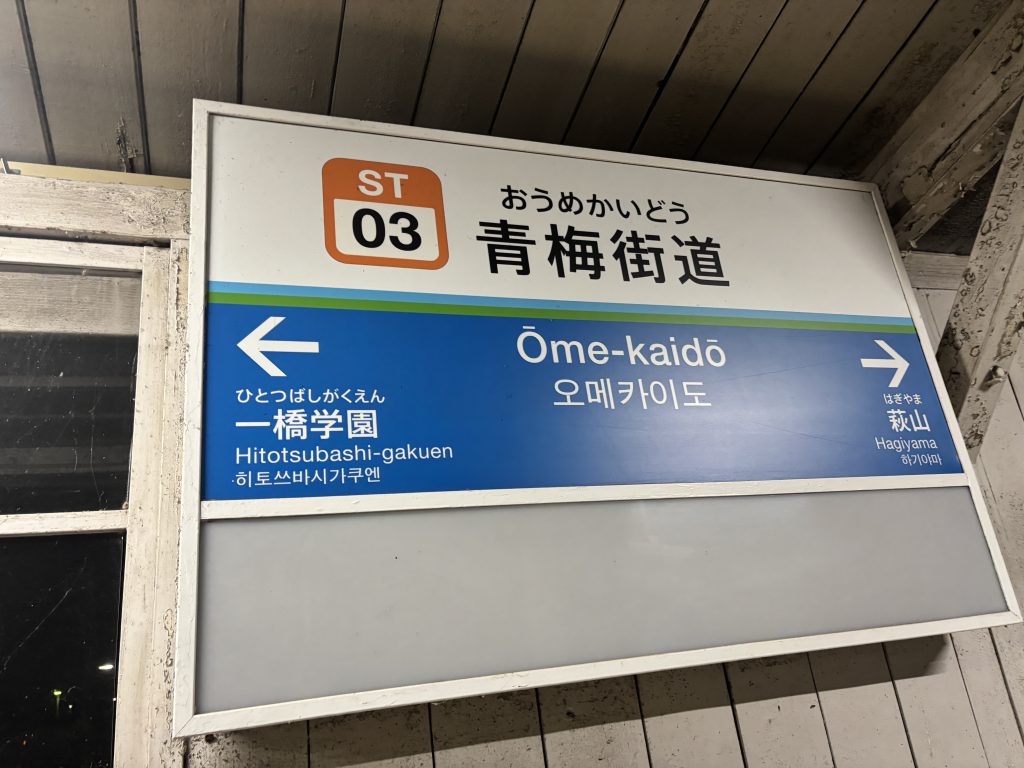 ST
03
おうめかいどう
青梅街道
Ōme-kaidō
오메카이도
ひとつばしがくえん
一橋学園
Hitotsubashi-gakuen
히토쓰바시가쿠엔
はぎやま
萩山
Hagiyama
하기야마